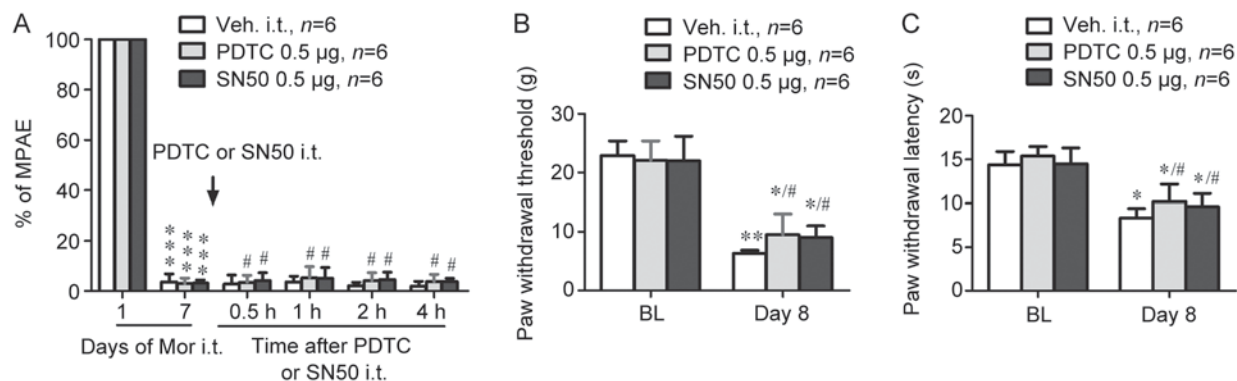 A
Veh. i.t., n=6
PDTC 0.5 μg, n=6
SN50 0.5 μg, n=6
% of MPAE
100
80
60
40
20
0
PDTC or SN50 i.t.
*** *** ***
# # # # # # # #
1 7 0.5 h 1 h 2 h 4 h
Days of Mor i.t.
Time after PDTC
or SN50 i.t.
B
Veh. i.t., n=6
PDTC 0.5 μg, n=6
SN50 0.5 μg, n=6
Paw withdrawal threshold (g)
30
20
10
0
** */# */#
BL Day 8
C
Veh. i.t., n=6
PDTC 0.5 μg, n=6
SN50 0.5 μg, n=6
Paw withdrawal latency (s)
20
15
10
5
0
* */# */#
BL Day 8